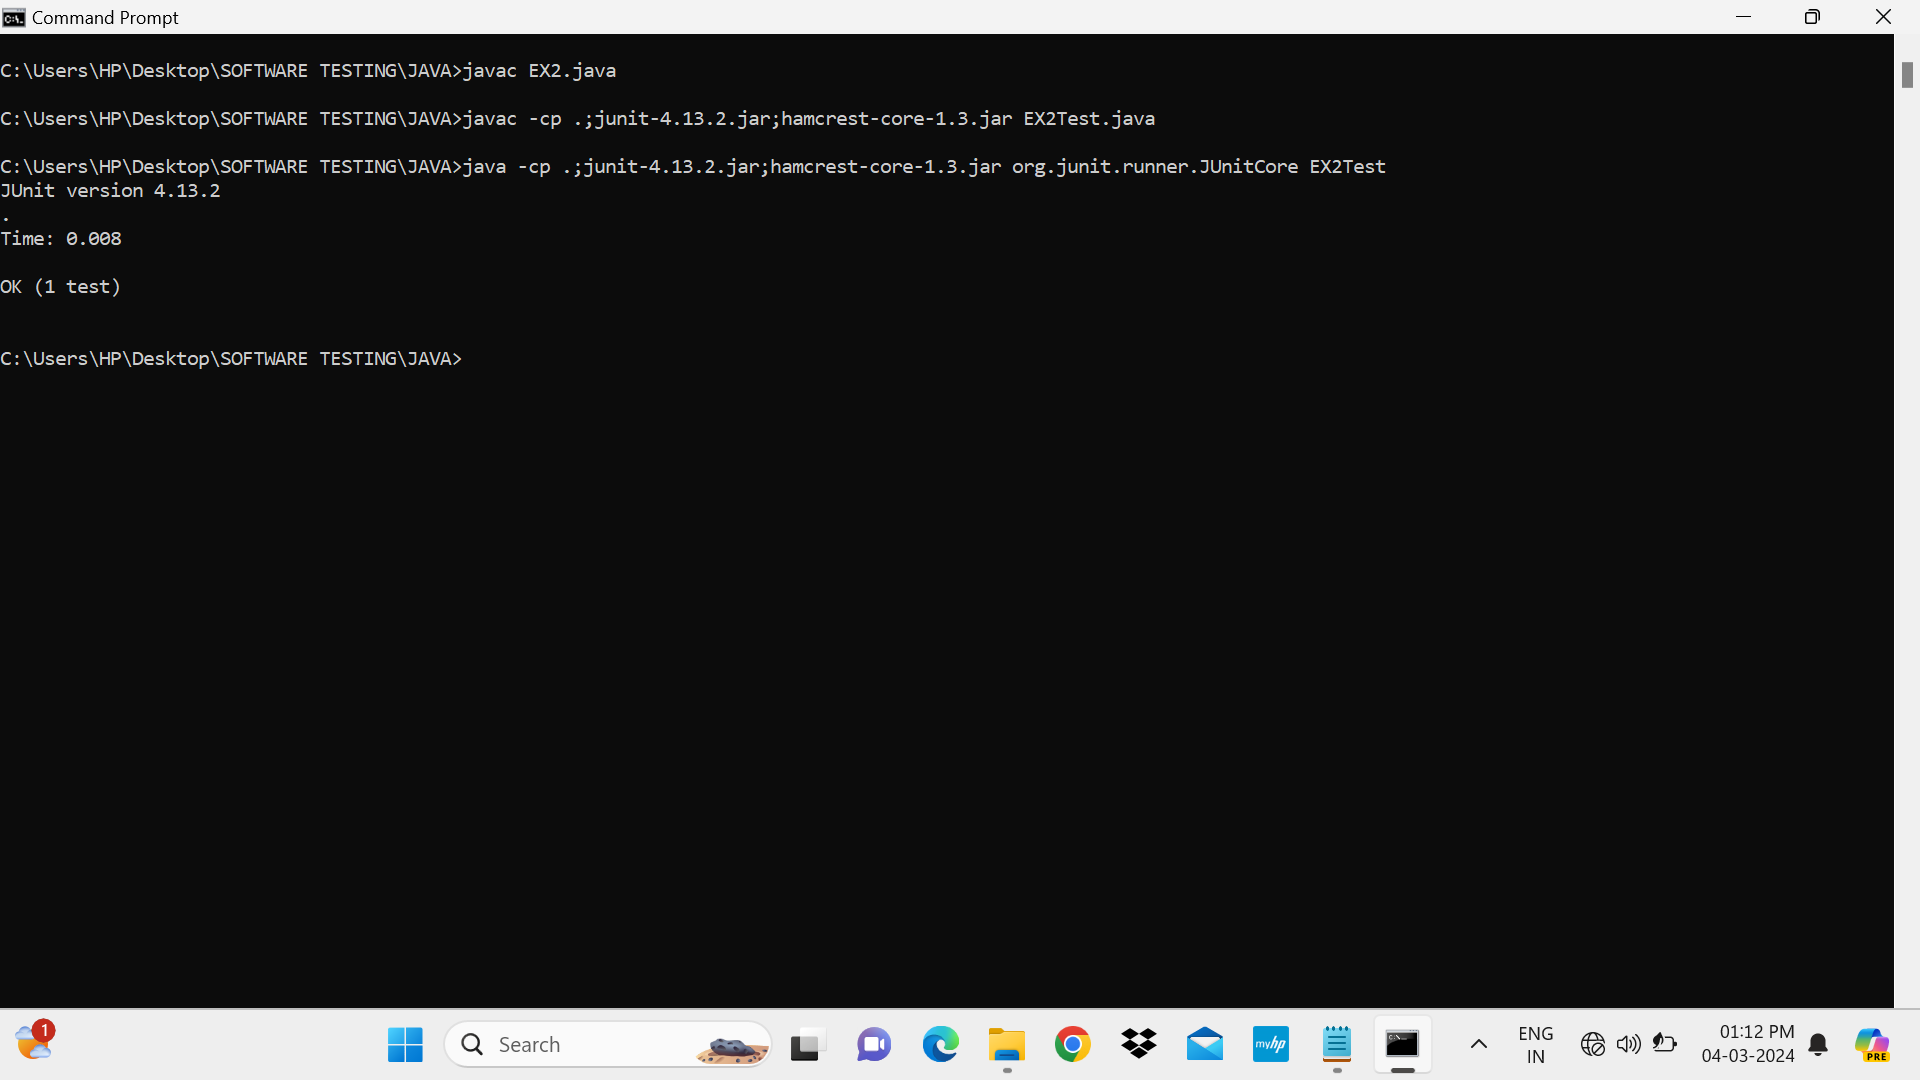 Command Prompt
C:\Users\HP\Desktop\SOFTWARE TESTING\JAVA>javac EX2.java
C:\Users\HP\Desktop\SOFTWARE TESTING\JAVA>javac -cp .;junit-4.13.2.jar;hamcrest-core-1.3.jar EX2Test.java
C:\Users\HP\Desktop\SOFTWARE TESTING\JAVA>java -cp .;junit-4.13.2.jar;hamcrest-core-1.3.jar org.junit.runner.JUnitCore EX2Test
JUnit version 4.13.2
.
Time: 0.008
OK (1 test)
C:\Users\HP\Desktop\SOFTWARE TESTING\JAVA>
1
Search
myhp
ENG
IN
01:12 PM
04-03-2024
PRE